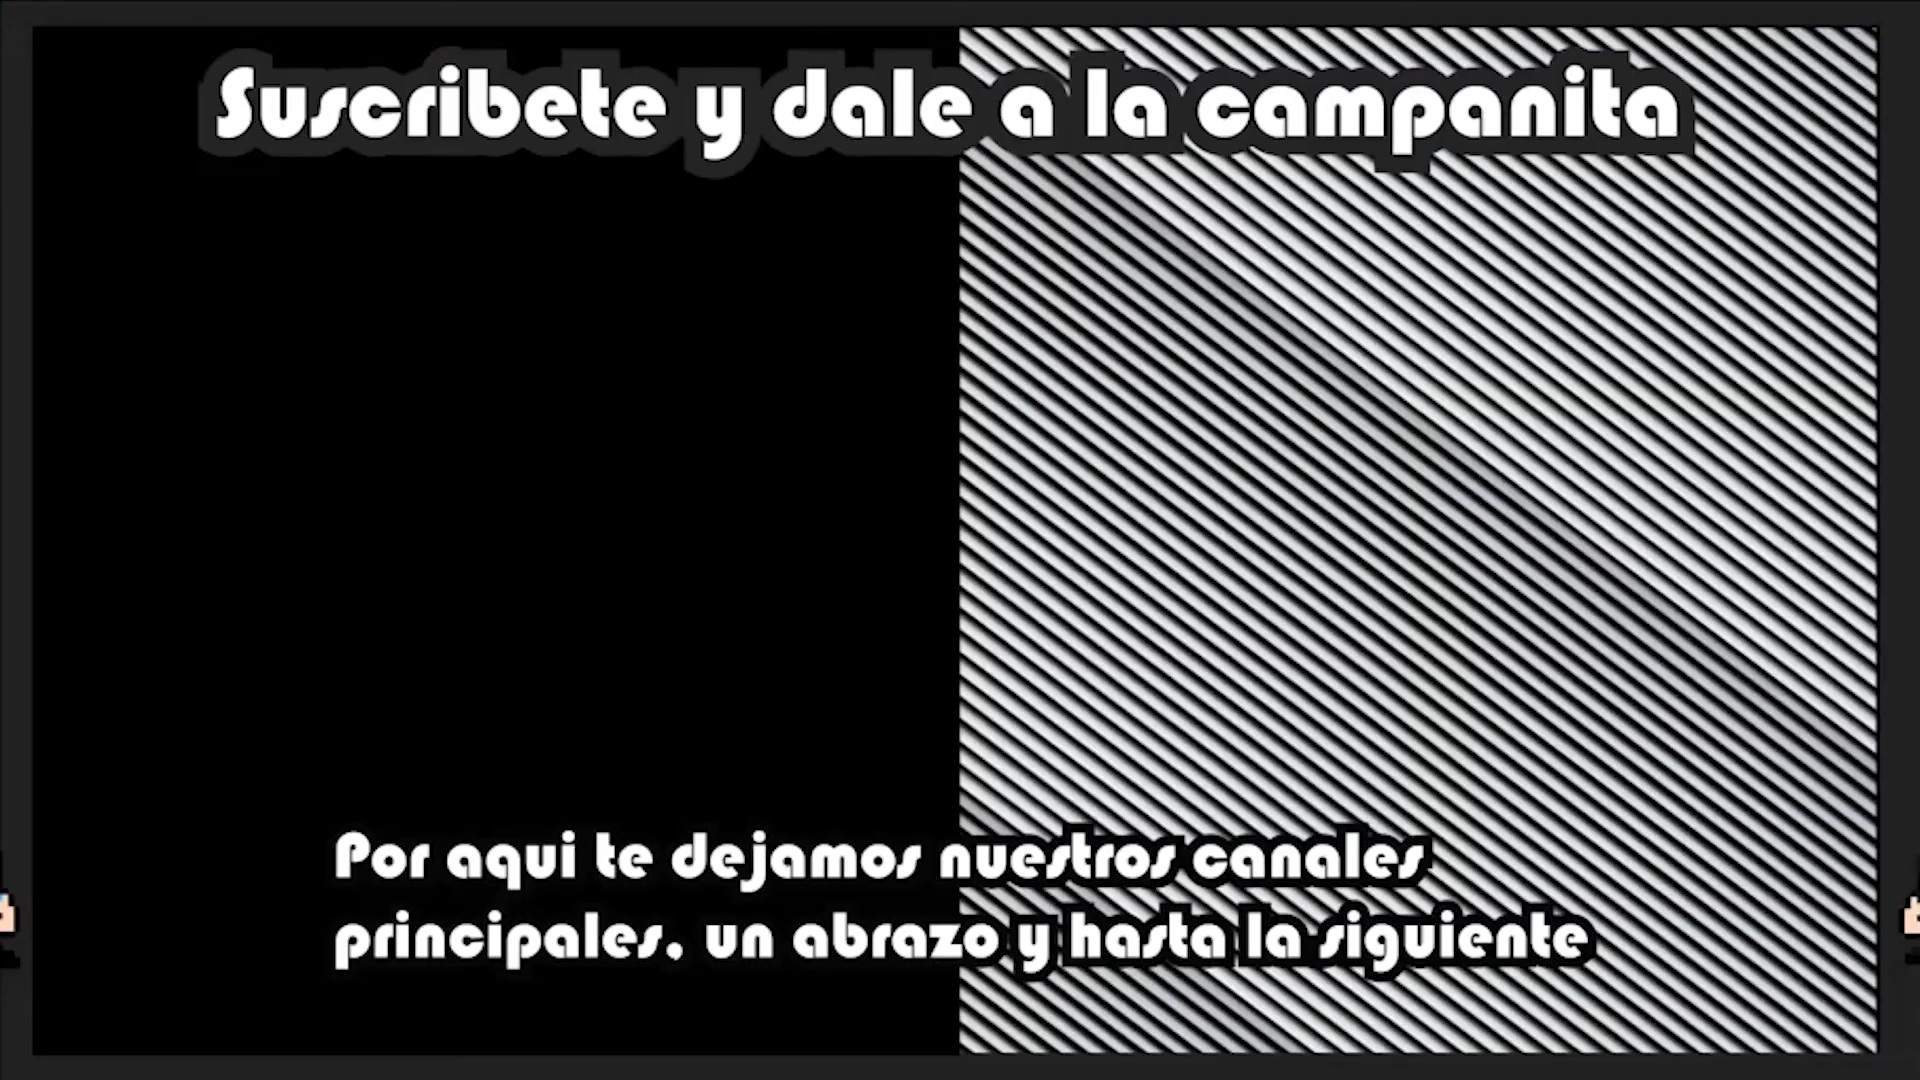 Suscribete y dale a la campanita
Por aqui te dejamos nuestros canales
principales, un abrazo y hasta la siguiente